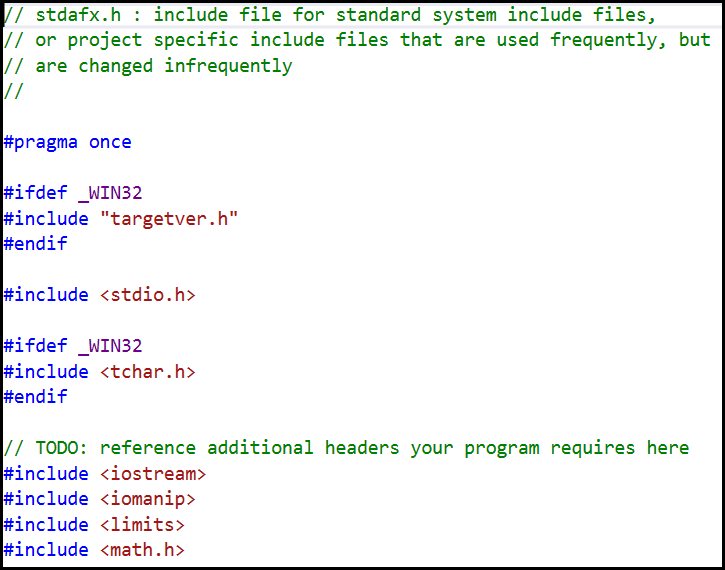 // stdafx.h : include file for standard system include files,
// or project specific include files that are used frequently, but
// are changed infrequently
//
#pragma once
#ifdef _WIN32
#include "targetver.h"
#endif
#include <stdio.h>
#ifdef _WIN32
#include <tchar.h>
#endif
// TODO: reference additional headers your program requires here
#include <iostream>
#include <iomanip>
#include <limits>
#include <math.h>